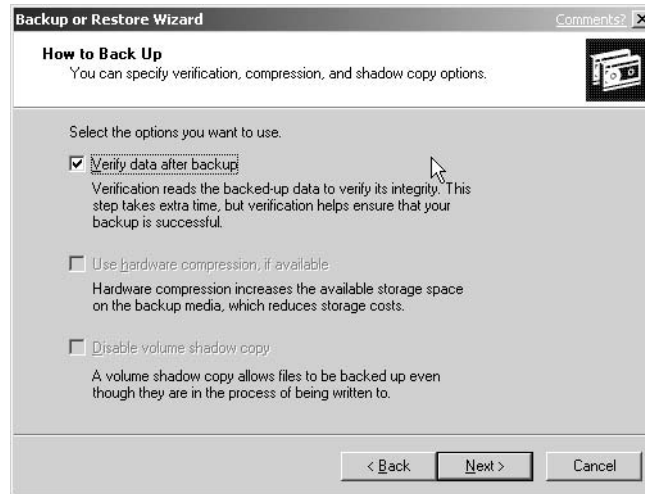 Backup or Restore Wizard
Comments?
How to Back Up
You can specify verification, compression, and shadow copy options.
Select the options you want to use.
Verify data after backup
Verification reads the backed-up data to verify its integrity. This
step takes extra time, but verification helps ensure that your
backup is successful.
Use hardware compression, if available
Hardware compression increases the available storage space
on the backup media, which reduces storage costs.
Disable volume shadow copy
A volume shadow copy allows files to be backed up even
though they are in the process of being written to.
< Back
Next >
Cancel